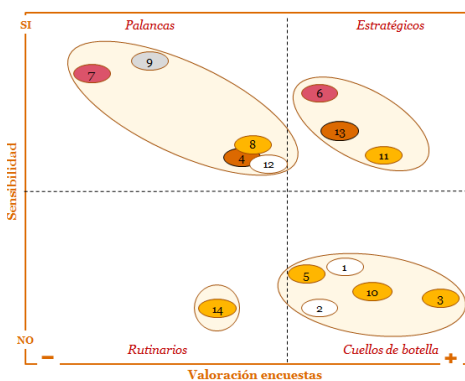 SI
Palancas
Estratégicos
9
7
6
13
8
11
4
12
Sensibilidad
1
5
10
3
2
14
NO
−
Rutinarios
Cuellos de botella
+
Valoración encuestas